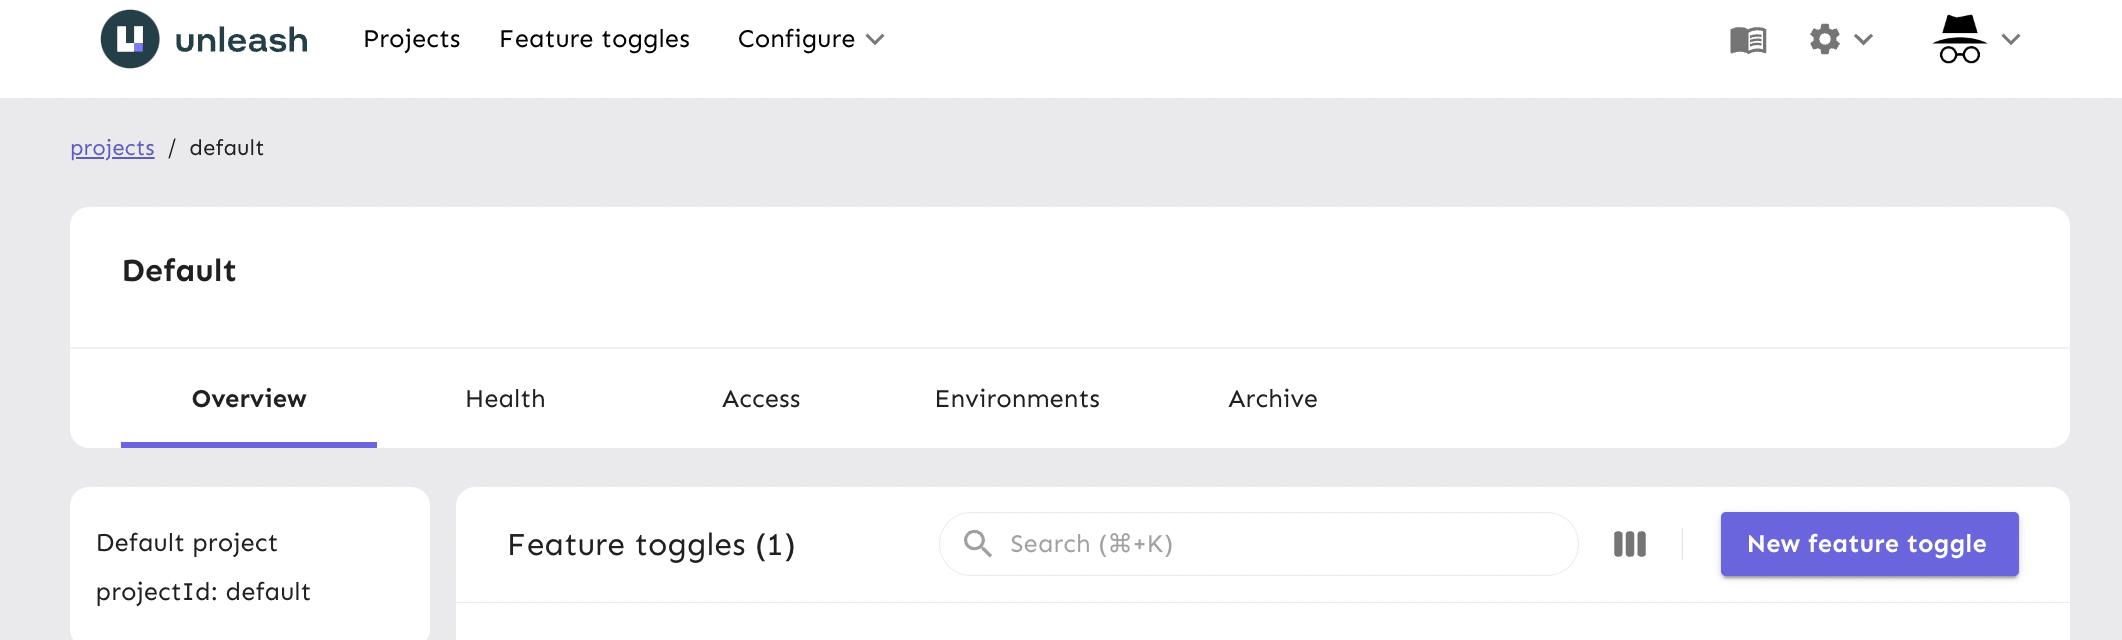 unleash Projects Feature toggles Configure
projects / default
Default
Overview Health Access Environments Archive
Default project
projectId: default
Feature toggles (1) Search (⌘+K) New feature toggle